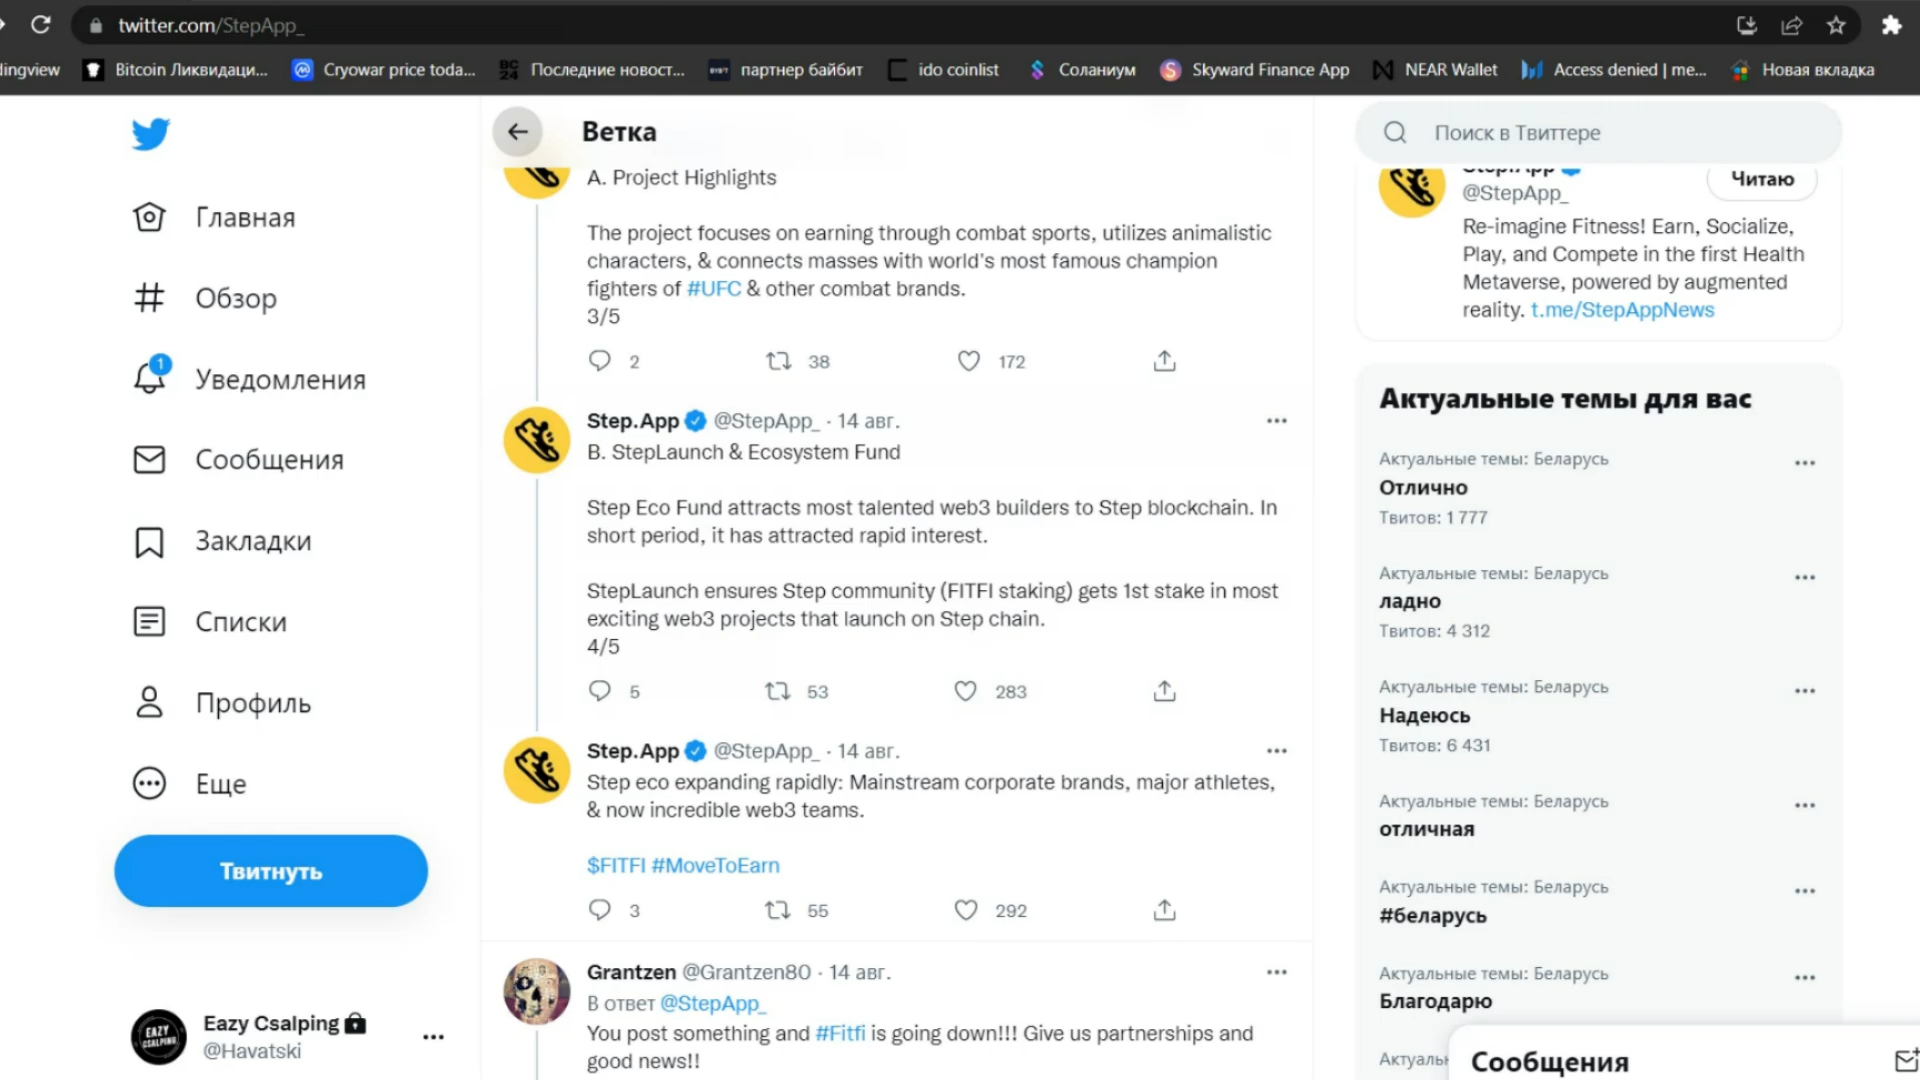 twitter.com/StepApp_
dingview
Bitcoin Ликвидаци...
Cryowar price toda...
BC 24
Последние новост...
партнер байбит
ido coinlist
Соланиум
Skyward Finance App
NEAR Wallet
Access denied | me...
Новая вкладка
Главная
Обзор
1
Уведомления
Сообщения
Закладки
Списки
Профиль
Еще
Твитнуть
EAZY CSALPING
Eazy Csalping
@Havatski
Ветка
A. Project Highlights
The project focuses on earning through combat sports, utilizes animalistic
characters, & connects masses with world's most famous champion
fighters of #UFC & other combat brands.
3/5
2 38 172
Step.App @StepApp_ · 14 авг.
B. StepLaunch & Ecosystem Fund
Step Eco Fund attracts most talented web3 builders to Step blockchain. In
short period, it has attracted rapid interest.
StepLaunch ensures Step community (FITFI staking) gets 1st stake in most
exciting web3 projects that launch on Step chain.
4/5
5 53 283
Step.App @StepApp_ · 14 авг.
Step eco expanding rapidly: Mainstream corporate brands, major athletes,
& now incredible web3 teams.
$FITFI #MoveToEarn
3 55 292
Grantzen @Grantzen80 · 14 авг.
В ответ @StepApp_
You post something and #Fitfi is going down!!! Give us partnerships and
good news!!
Поиск в Твиттере
Step.App
@StepApp_
Читаю
Re-imagine Fitness! Earn, Socialize,
Play, and Compete in the first Health
Metaverse, powered by augmented
reality. t.me/StepAppNews
Актуальные темы для вас
Актуальные темы: Беларусь
Отлично
Твитов: 1 777
Актуальные темы: Беларусь
ладно
Твитов: 4 312
Актуальные темы: Беларусь
Надеюсь
Твитов: 6 431
Актуальные темы: Беларусь
отличная
Актуальные темы: Беларусь
#беларусь
Актуальные темы: Беларусь
Благодарю
Актуальн
Сообщения